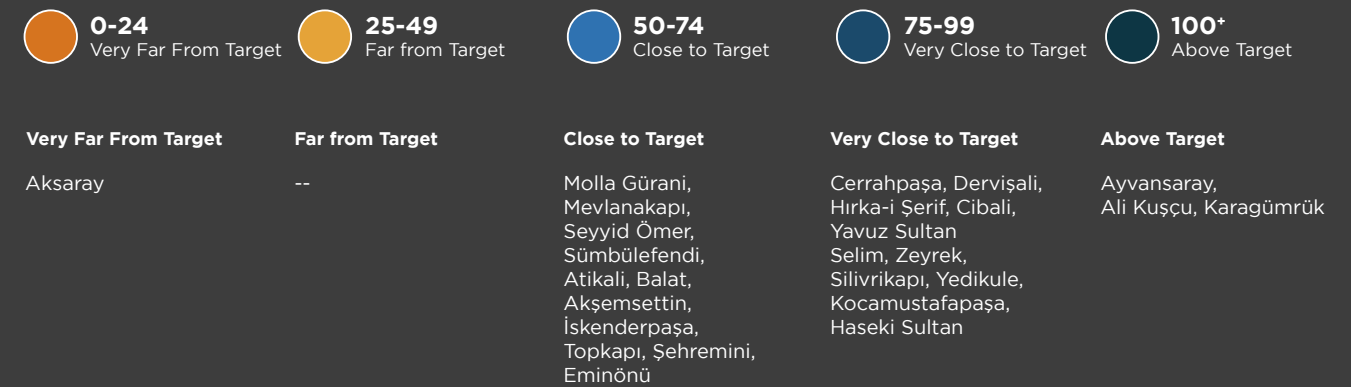 0-24
Very Far From Target
25-49
Far from Target
50-74
Close to Target
75-99
Very Close to Target
100+
Above Target
Very Far From Target
Aksaray
Far from Target
--
Close to Target
Molla Gürani,
Mevlanakapı,
Seyyid Ömer,
Sümbülefendi,
Atikali, Balat,
Akşemsettin,
İskenderpaşa,
Topkapı, Şehremini,
Eminönü
Very Close to Target
Cerrahpaşa, Dervişali,
Hırka-i Şerif, Cibali,
Yavuz Sultan
Selim, Zeyrek,
Silivrikapı, Yedikule,
Kocamustafapaşa,
Haseki Sultan
Above Target
Ayvansaray,
Ali Kuşçu, Karagümrük